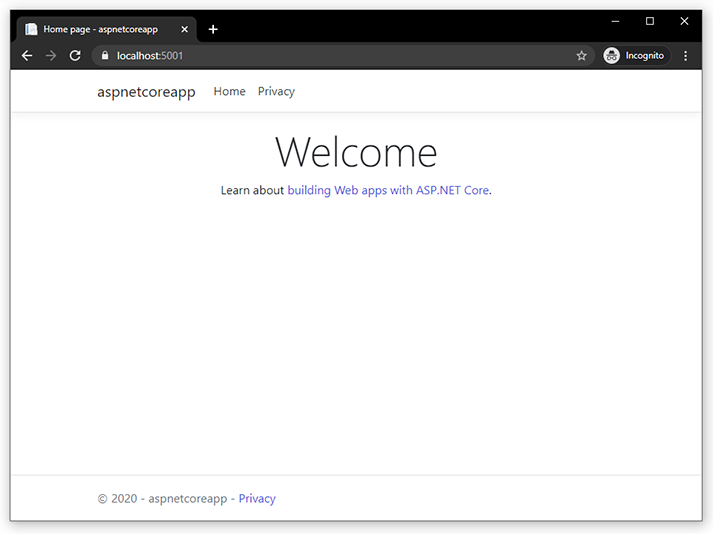 Home page - aspnetcoreapp
localhost:5001
Incognito
aspnetcoreapp Home Privacy
Welcome
Learn about building Web apps with ASP.NET Core.
© 2020 - aspnetcoreapp - Privacy